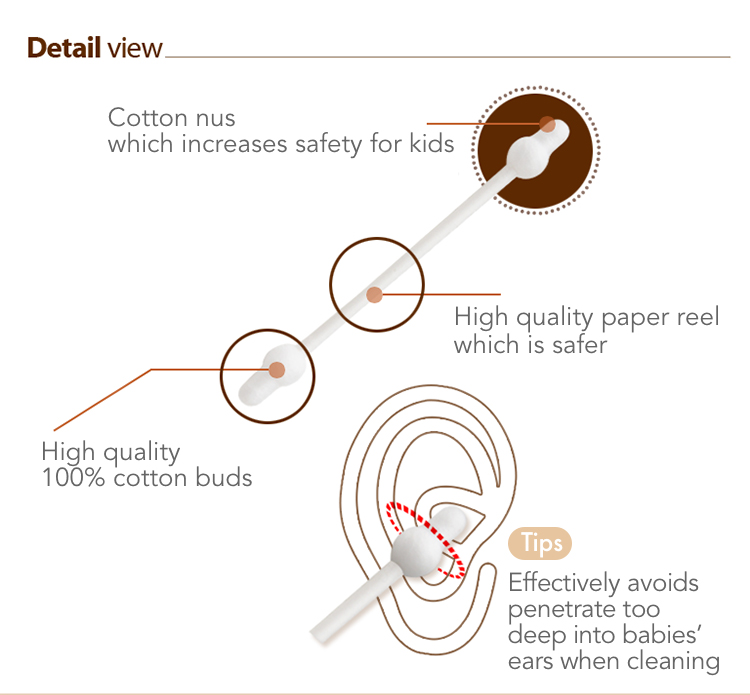 Detail view
Cotton nus
which increases safety for kids
High quality paper reel
which is safer
High quality
100% cotton buds
Tips
Effectively avoids
penetrate too
deep into babies’
ears when cleaning